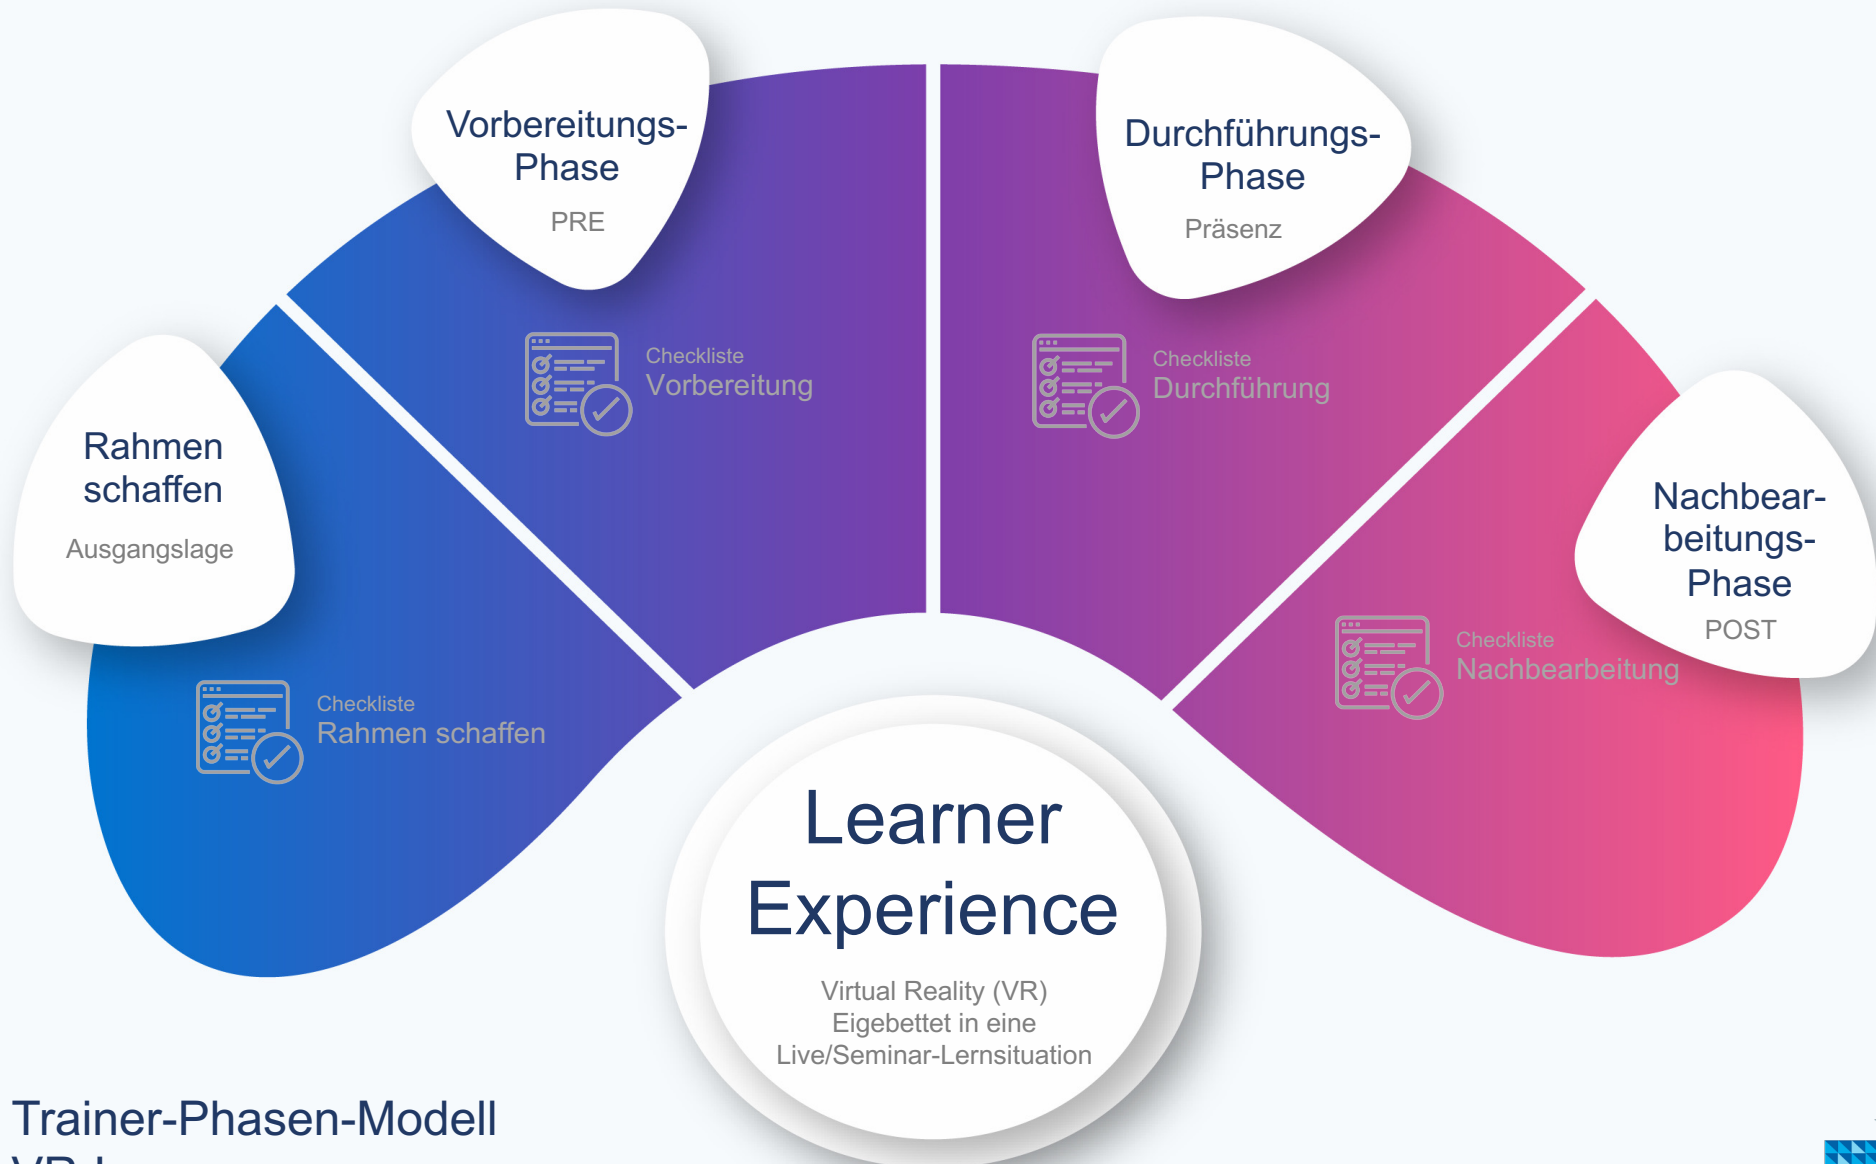 Vorbereitungs-
Phase
PRE
Durchführungs-
Phase
Präsenz
Checkliste
Vorbereitung
Checkliste
Durchführung
Rahmen
schaffen
Ausgangslage
Nachbear-
beitungs-
Phase
POST
Checkliste
Nachbearbeitung
Checkliste
Rahmen schaffen
Learner
Experience
Virtual Reality (VR)
Eigebettet in eine
Live/Seminar-Lernsituation
Trainer-Phasen-Modell